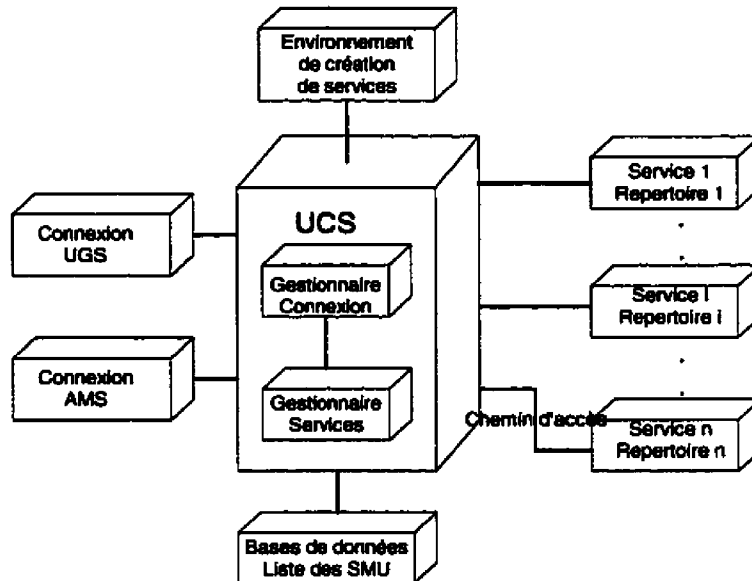 Environnement
de création
de services
Service 1
Repertoire 1
UCS
Connexion
UGS
Gestionnaire
Connexion
Service i
Repertoire i
Connexion
AMS
Gestionnaire
Services
Chemin d'accès
Service n
Repertoire n
Bases de données
Liste des SMU